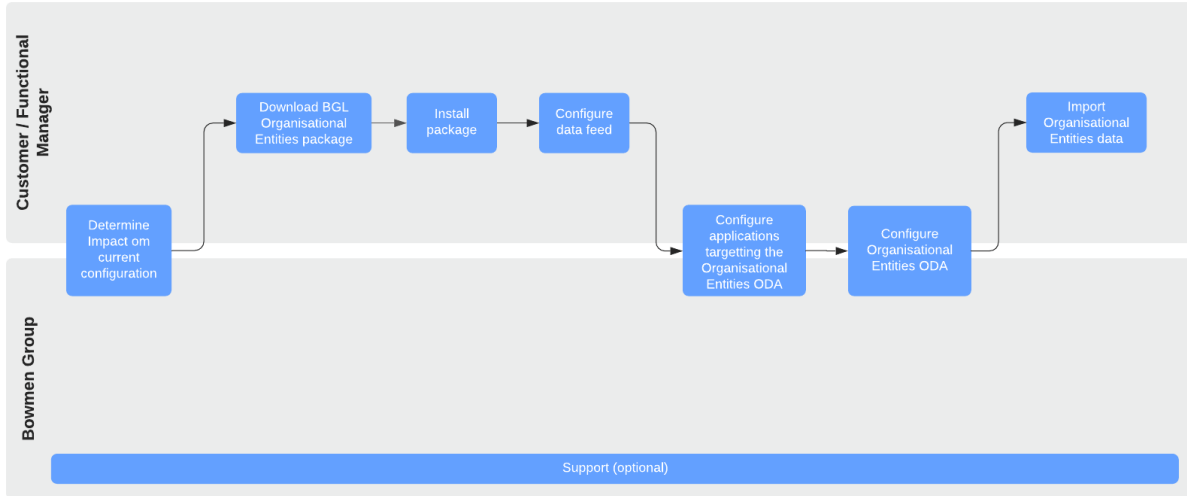 Customer / Functional
Manager
Determine
Impact om
current
configuration
Download BGL
Organisational
Entities package
Install
package
Configure
data feed
Configure
applications
targetting the
Organisational
Entities ODA
Configure
Organisational
Entities ODA
Import
Organisational
Entities data
Bowmen Group
Support (optional)